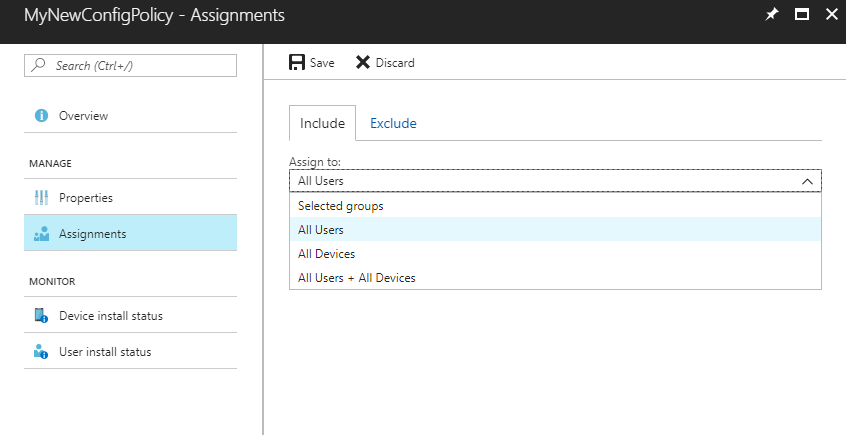 MyNewConfigPolicy - Assignments
Search (Ctrl+/)
Overview
MANAGE
Properties
Assignments
MONITOR
Device install status
User install status
Save Discard
Include Exclude
Assign to:
All Users
Selected groups
All Users
All Devices
All Users + All Devices